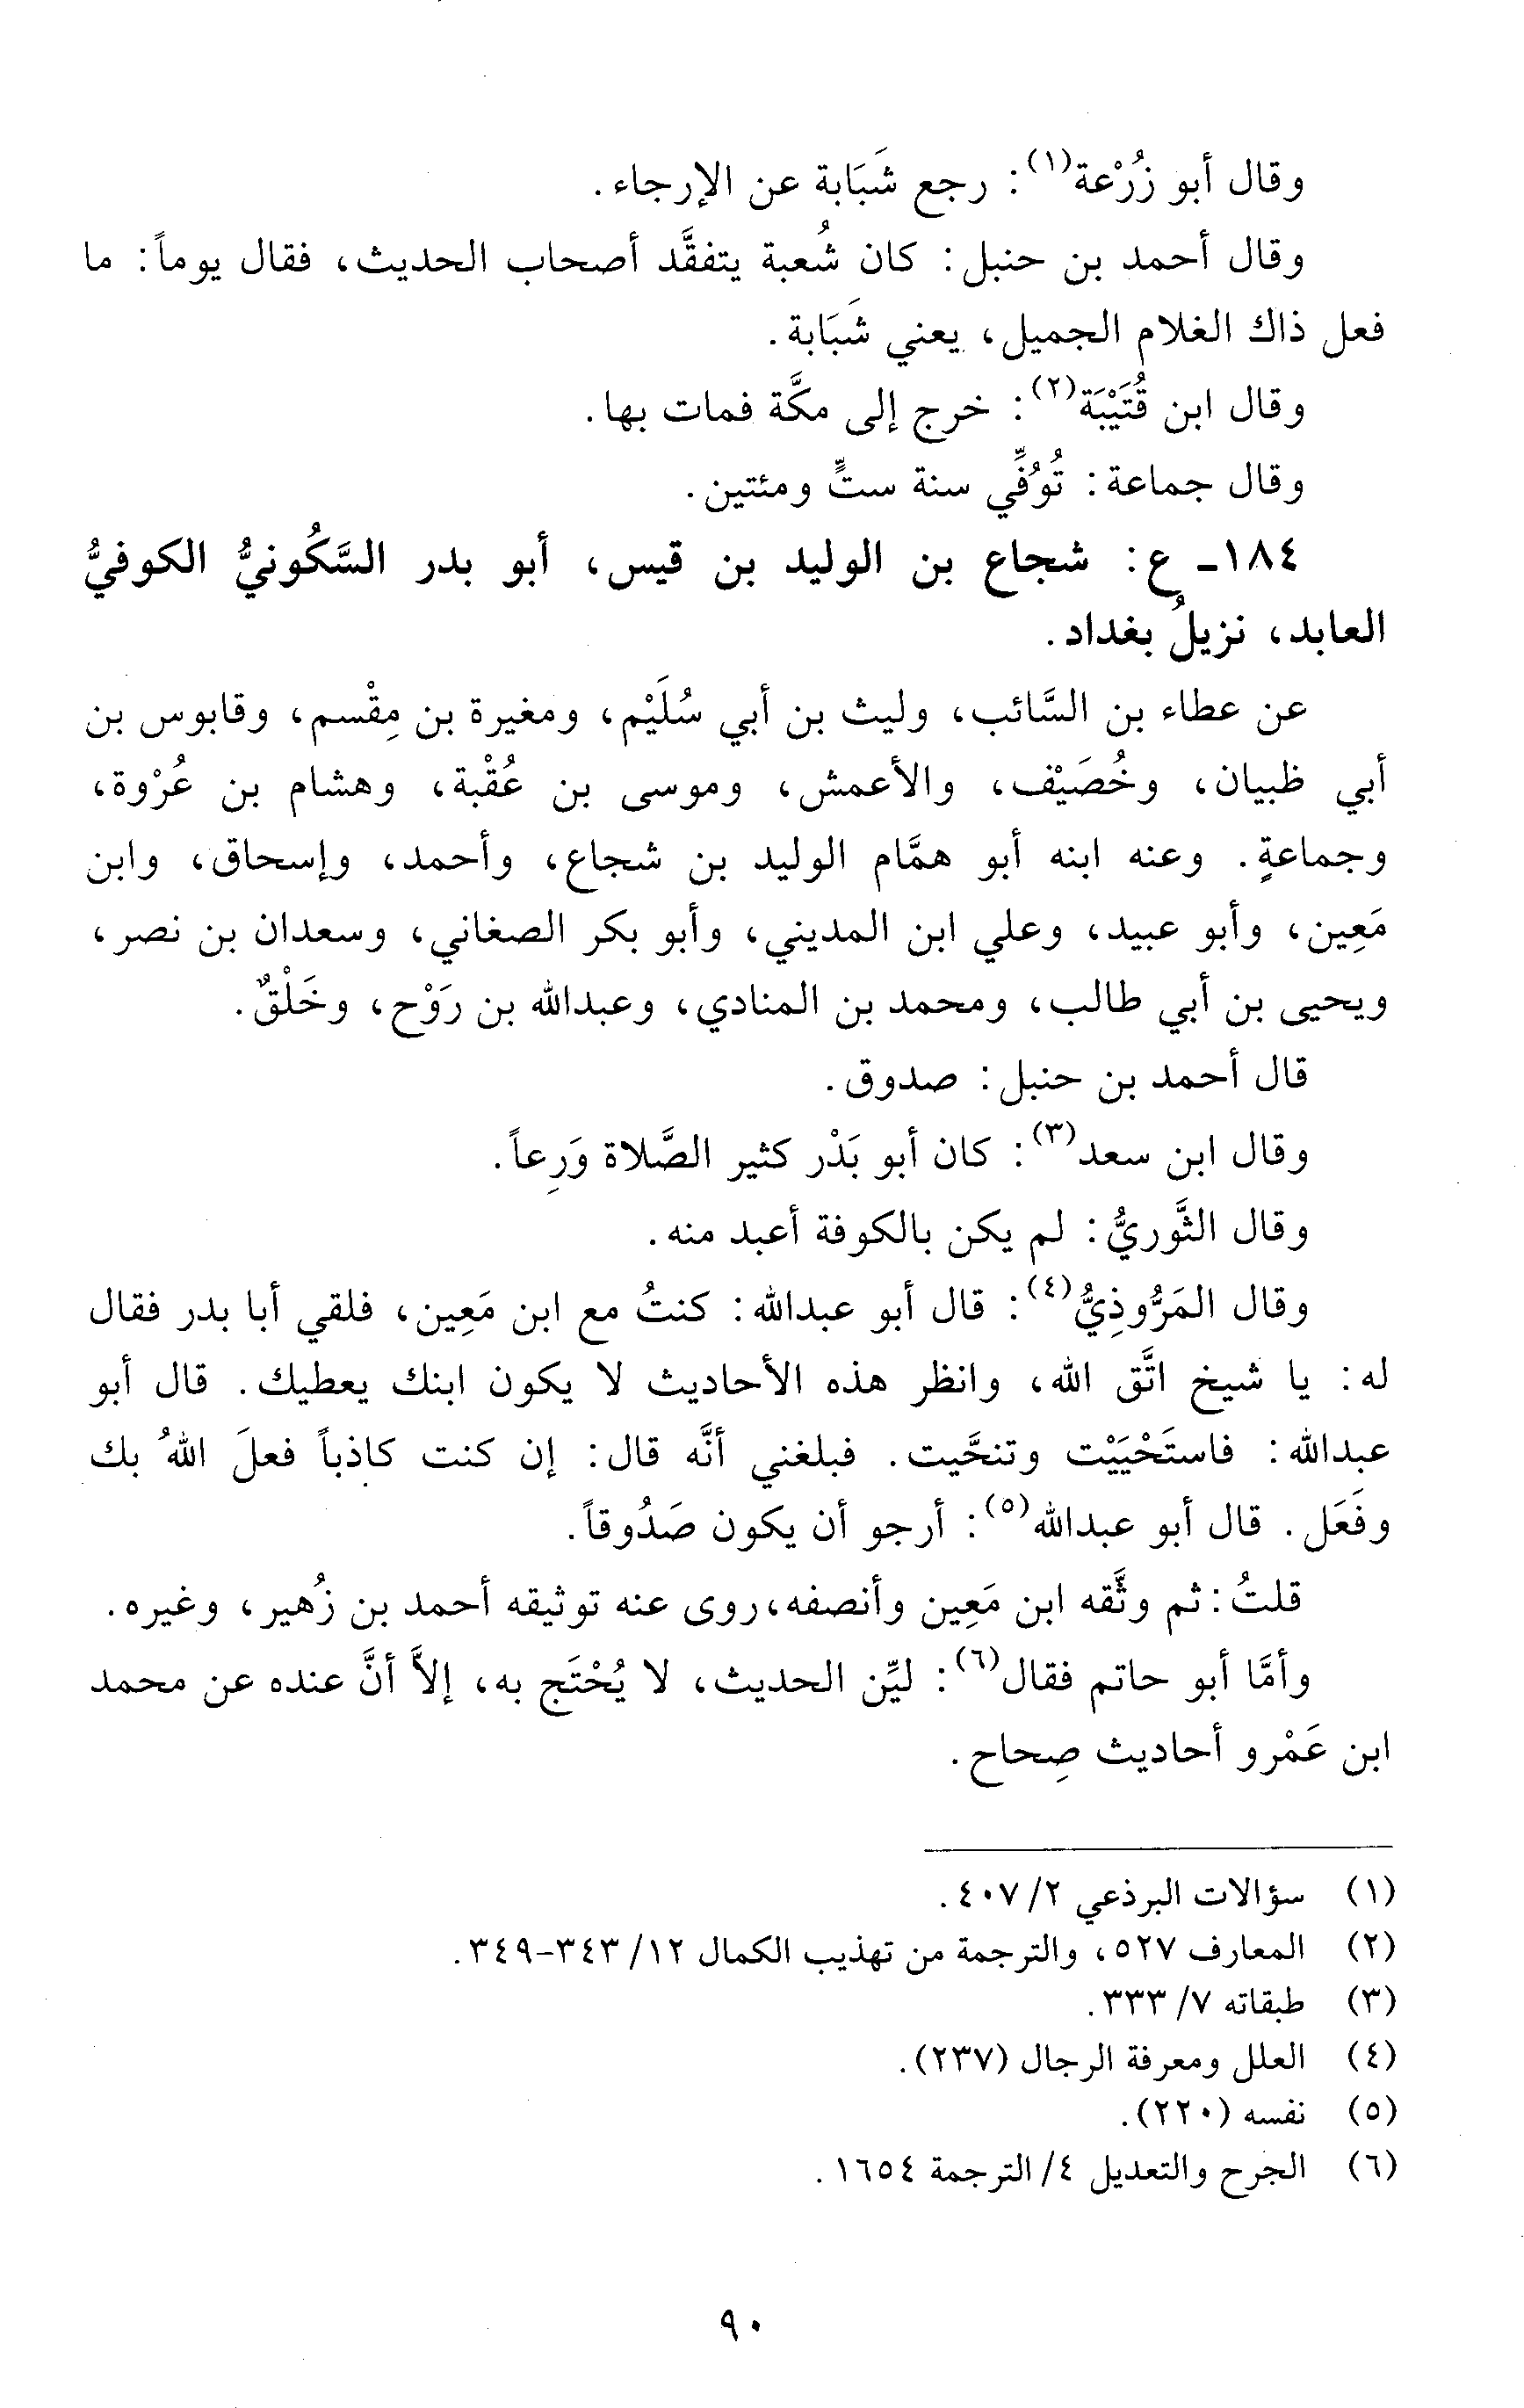 وقال أبو زُرْعة(١): رجع شَبَابة عن الإرجاء.
وقال أحمد بن حنبل: كان شُعبة يتفقَّد أصحاب الحديث، فقال يوماً: ما
فعل ذاك الغلام الجميل، يعني شَبَابة.
وقال ابن قُتَيْبَة(٢): خرج إلى مكَّة فمات بها.
وقال جماعة: تُوُفِّي سنة ستٍّ ومئتين.
١٨٤- ع: شجاع بن الوليد بن قيس، أبو بدر السَّكُونيُّ الكوفيُّ
العابد، نزيلُ بغداد.
عن عطاء بن السَّائب، وليث بن أبي سُلَيْم، ومغيرة بن مِقْسم، وقابوس بن
أبي ظبيان، وخُصَيْف، والأعمش، وموسى بن عُقْبة، وهشام بن عُرْوة،
وجماعةٍ. وعنه ابنه أبو همَّام الوليد بن شجاع، وأحمد، وإسحاق، وابن
مَعِين، وأبو عبيد، وعلي ابن المديني، وأبو بكر الصغاني، وسعدان بن نصر،
ويحيى بن أبي طالب، ومحمد بن المنادي، وعبدالله بن رَوْح، وخَلْقٌ.
قال أحمد بن حنبل: صدوق.
وقال ابن سعد(٣): كان أبو بَدْر كثير الصَّلاة وَرِعاً.
وقال الثَّوريُّ: لم يكن بالكوفة أعبد منه.
وقال المَرُّوذِيُّ(٤): قال أبو عبدالله: كنتُ مع ابن مَعِين، فلقي أبا بدر فقال
له: يا شيخ اتَّق الله، وانظر هذه الأحاديث لا يكون ابنك يعطيك. قال أبو
عبدالله: فاستَحْيَيْت وتنحَّيت. فبلغني أنَّه قال: إن كنت كاذباً فعلَ اللهُ بك
وفَعَل. قال أبو عبدالله(٥): أرجو أن يكون صَدُوقاً.
قلتُ: ثم وثَّقه ابن مَعِين وأنصفه،روى عنه توثيقه أحمد بن زُهير، وغيره.
وأمَّا أبو حاتم فقال(٦): ليِّن الحديث، لا يُحْتَج به، إلاَّ أنَّ عنده عن محمد
ابن عَمْرو أحاديث صِحاح.
(١) سؤالات البرذعي ٢/ ٤٠٧.
(٢) المعارف ٥٢٧، والترجمة من تهذيب الكمال ١٢/ ٣٤٣-٣٤٩.
(٣) طبقاته ٧/ ٣٣٣.
(٤) العلل ومعرفة الرجال (٢٣٧).
(٥) نفسه (٢٢٠).
(٦) الجرح والتعديل ٤/ الترجمة ١٦٥٤.
٩٠